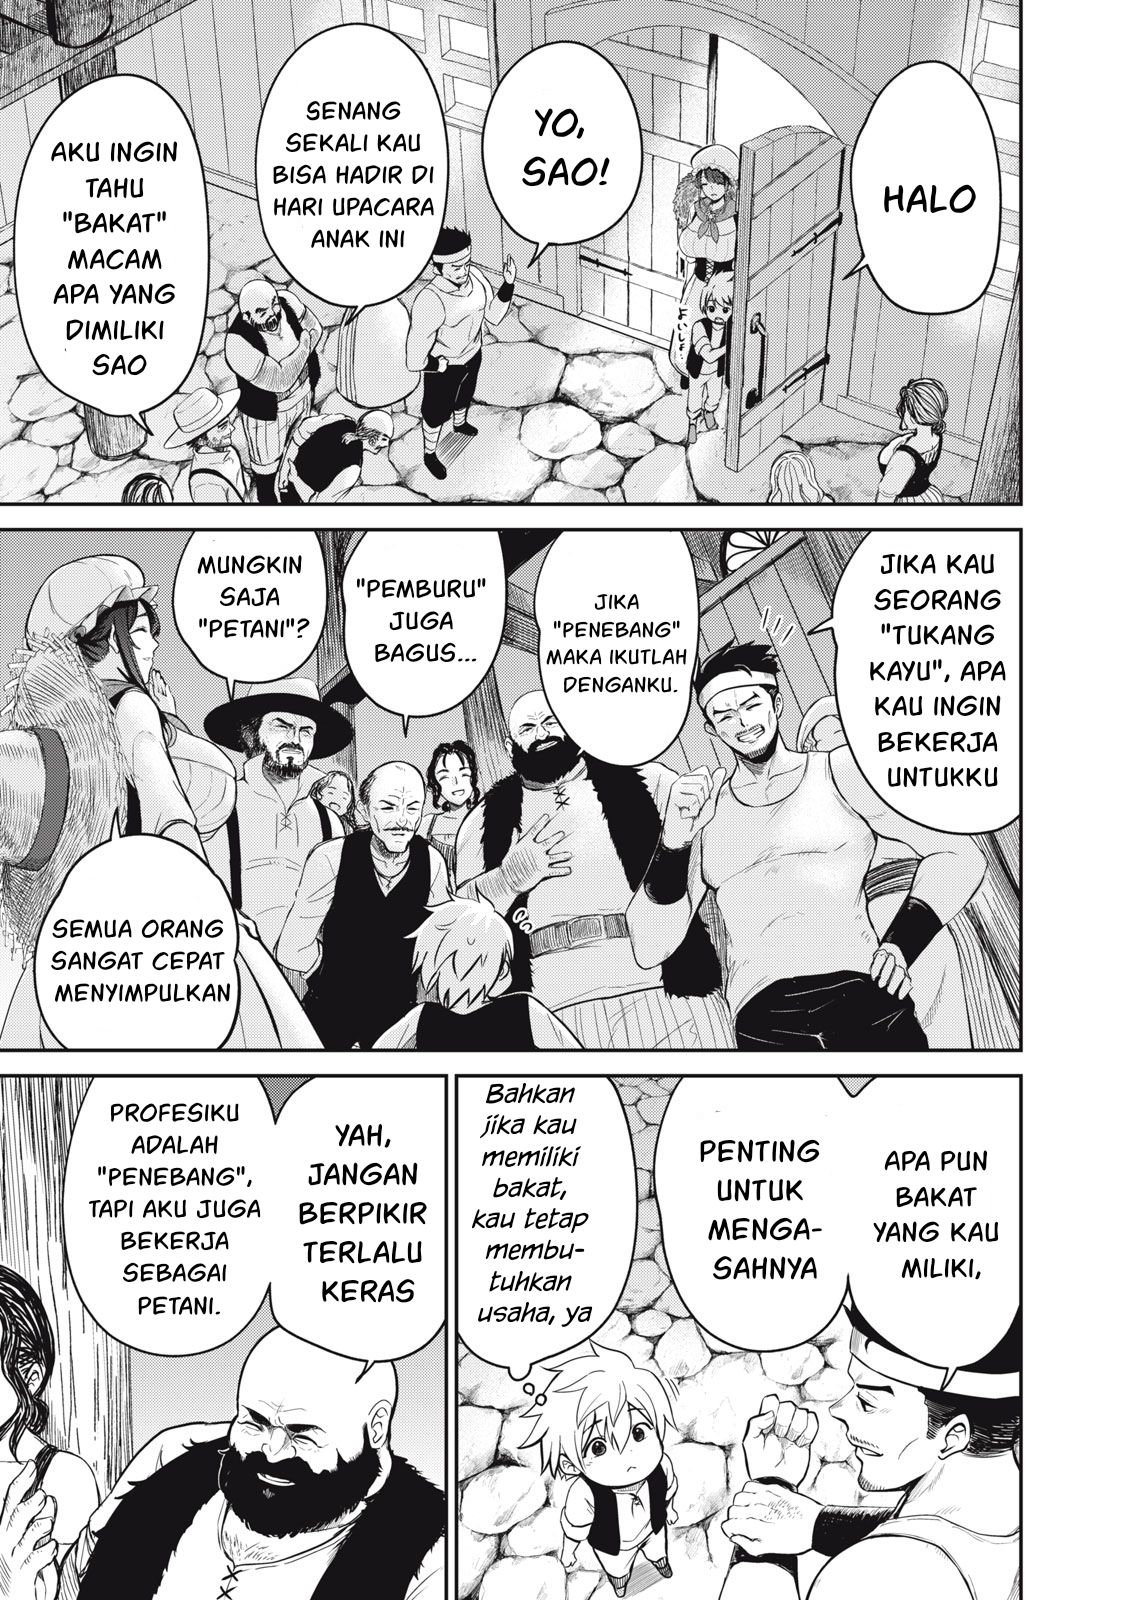 HALO
YO,
SAO!
SENANG
SEKALI KAU
BISA HADIR DI
HARI UPACARA
ANAK INI
AKU INGIN
TAHU
"BAKAT"
MACAM
APA YANG
DIMILIKI
SAO
よいしょ…
JIKA KAU
SEORANG
"TUKANG
KAYU", APA
KAU INGIN
BEKERJA
UNTUKKU
JIKA
"PENEBANG"
MAKA IKUTLAH
DENGANKU.
"PEMBURU"
JUGA
BAGUS...
MUNGKIN
SAJA
"PETANI"?
SEMUA ORANG
SANGAT CEPAT
MENYIMPULKAN
APA PUN
BAKAT
YANG KAU
MILIKI,
PENTING
UNTUK
MENGA-
SAHNYA
Bahkan
jika kau
memiliki
bakat,
kau tetap
membu-
tuhkan
usaha, ya
YAH,
JANGAN
BERPIKIR
TERLALU
KERAS
PROFESIKU
ADALAH
"PENEBANG",
TAPI AKU JUGA
BEKERJA
SEBAGAI
PETANI.